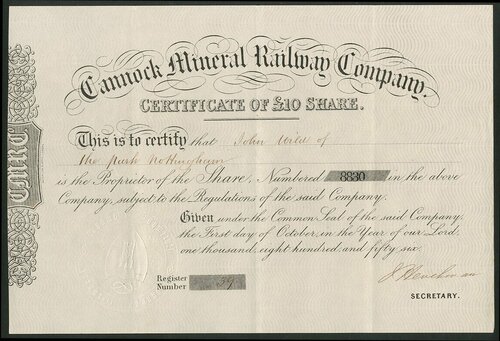 Cannock Mineral Railway Company.
CERTIFICATE OF £10 SHARE.
This is to certify that John of
the park Nottingham
is the Proprietor of the Share, Numbered 8830 in the above
Company, subject to the Regulations of the said Company.
Given under the Common Seal of the said Company
the First day of October, in the Year of our Lord,
one thousand, eight hundred, and fifty six.
Register
Number 39
SECRETARY.
C.M.R.C